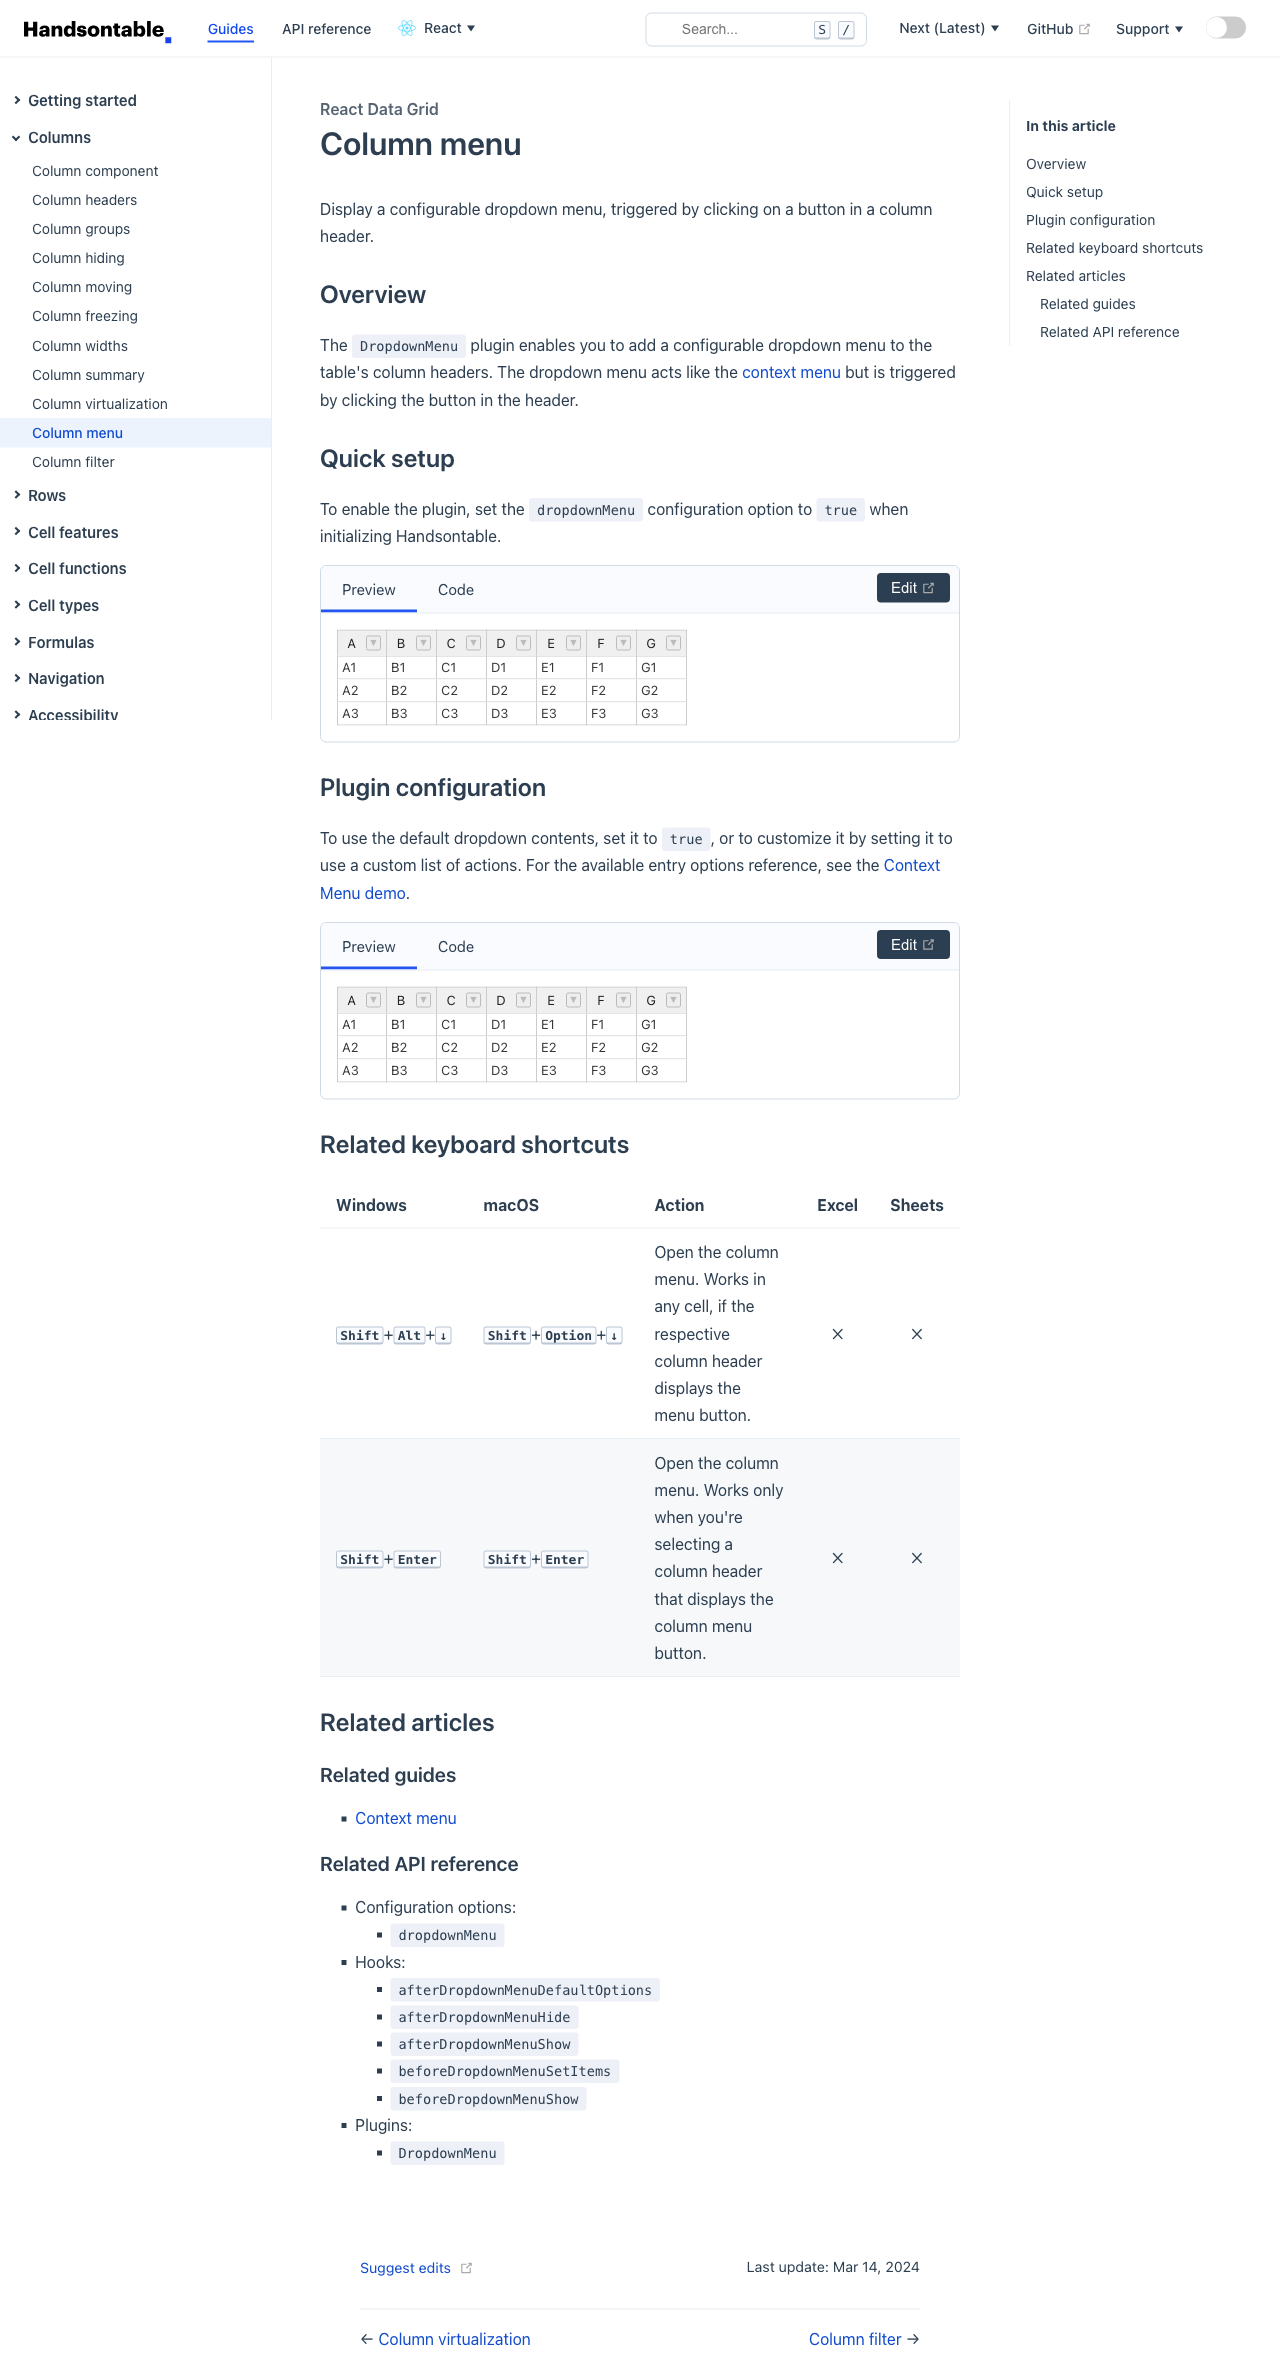 Handsontable
Guides
API reference
React
Search...
S
/
Next (Latest)
GitHub
Support
Getting started
Columns
Column component
Column headers
Column groups
Column hiding
Column moving
Column freezing
Column widths
Column summary
Column virtualization
Column menu
Column filter
Rows
Cell features
Cell functions
Cell types
Formulas
Navigation
Accessibility
React Data Grid
Column menu
Display a configurable dropdown menu, triggered by clicking on a button in a column
header.
Overview
The DropdownMenu plugin enables you to add a configurable dropdown menu to the
table's column headers. The dropdown menu acts like the context menu but is triggered
by clicking the button in the header.
Quick setup
To enable the plugin, set the dropdownMenu configuration option to true when
initializing Handsontable.
Preview Code Edit
A B C D E F G
A1 B1 C1 D1 E1 F1 G1
A2 B2 C2 D2 E2 F2 G2
A3 B3 C3 D3 E3 F3 G3
Plugin configuration
To use the default dropdown contents, set it to true, or to customize it by setting it to
use a custom list of actions. For the available entry options reference, see the Context
Menu demo.
Preview Code Edit
A B C D E F G
A1 B1 C1 D1 E1 F1 G1
A2 B2 C2 D2 E2 F2 G2
A3 B3 C3 D3 E3 F3 G3
Related keyboard shortcuts
Windows macOS Action Excel Sheets
Open the column
menu. Works in
any cell, if the
Shift+Alt+↓ Shift+Option+↓ respective ✕ ✕
column header
displays the
menu button.
Open the column
menu. Works only
when you're
selecting a
Shift+Enter Shift+Enter column header ✕ ✕
that displays the
column menu
button.
Related articles
Related guides
Context menu
Related API reference
Configuration options:
dropdownMenu
Hooks:
afterDropdownMenuDefaultOptions
afterDropdownMenuHide
afterDropdownMenuShow
beforeDropdownMenuSetItems
beforeDropdownMenuShow
Plugins:
DropdownMenu
Suggest edits
Last update: Mar 14, 2024
← Column virtualization
Column filter →
In this article
Overview
Quick setup
Plugin configuration
Related keyboard shortcuts
Related articles
Related guides
Related API reference